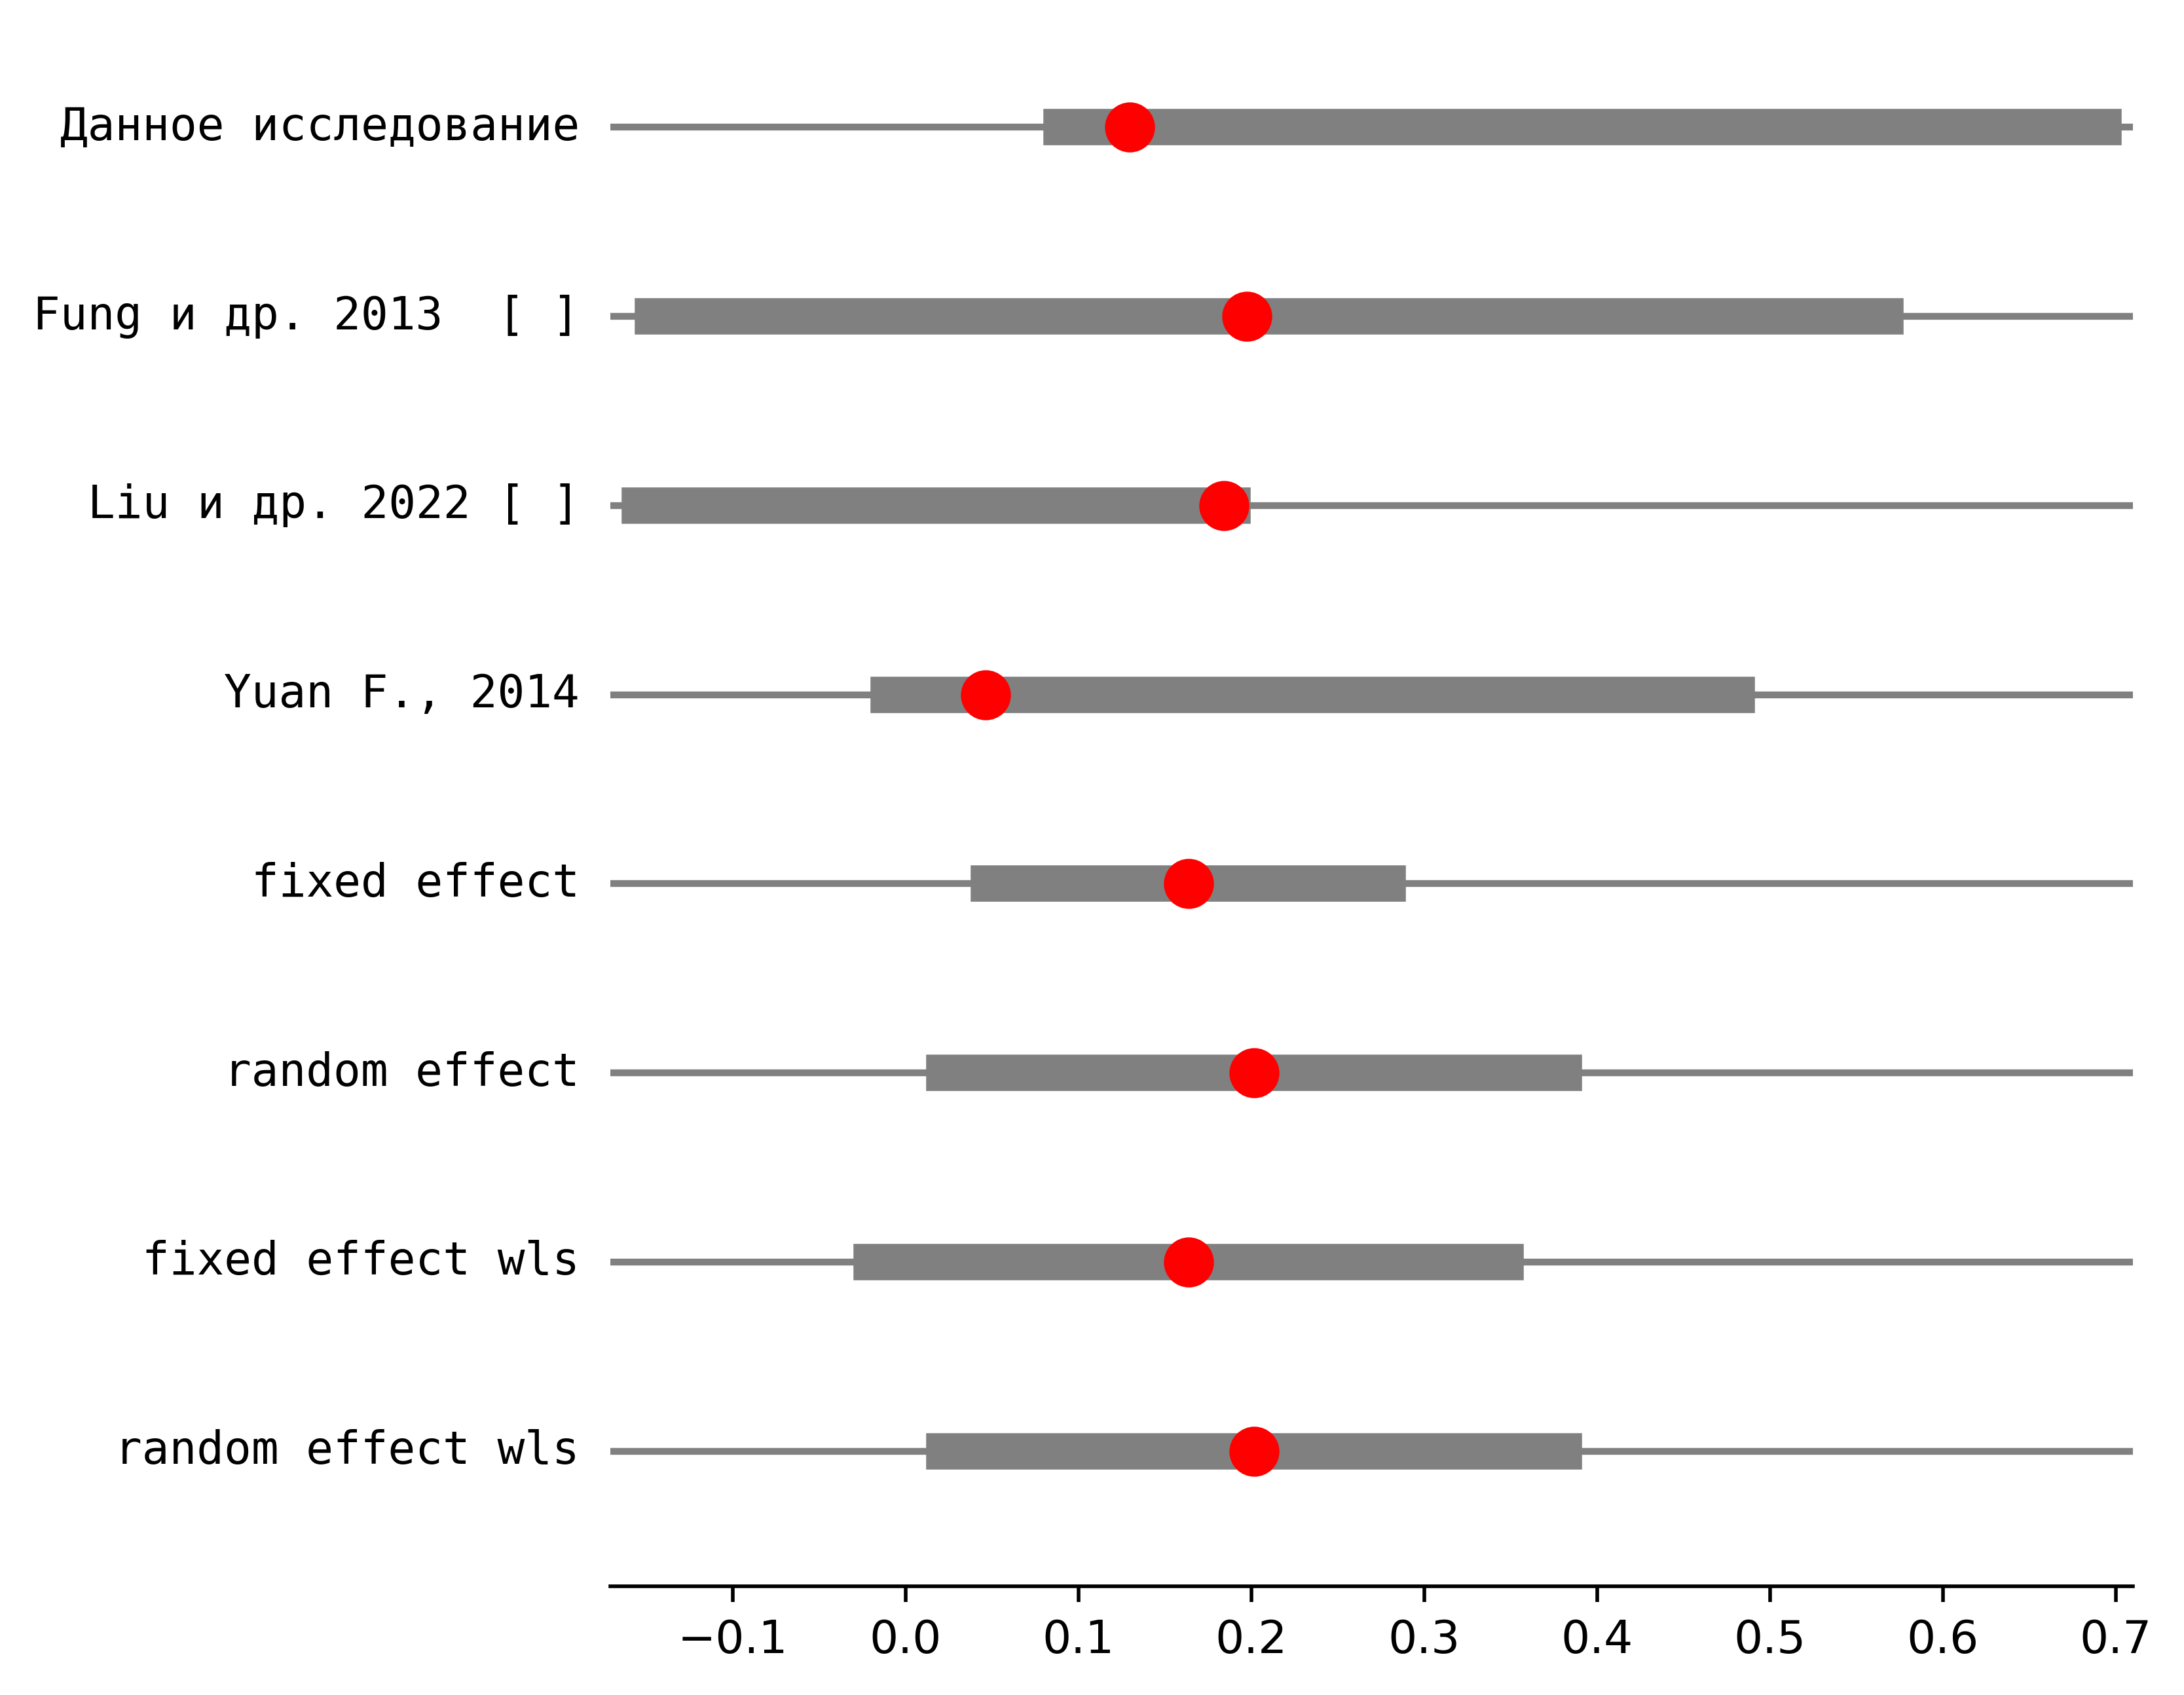 Данное исследование
Fung и др. 2013  [ ]
Liu и др. 2022 [ ]
Yuan F., 2014
fixed effect
random effect
fixed effect wls
random effect wls
−0.1 0.0 0.1 0.2 0.3 0.4 0.5 0.6 0.7